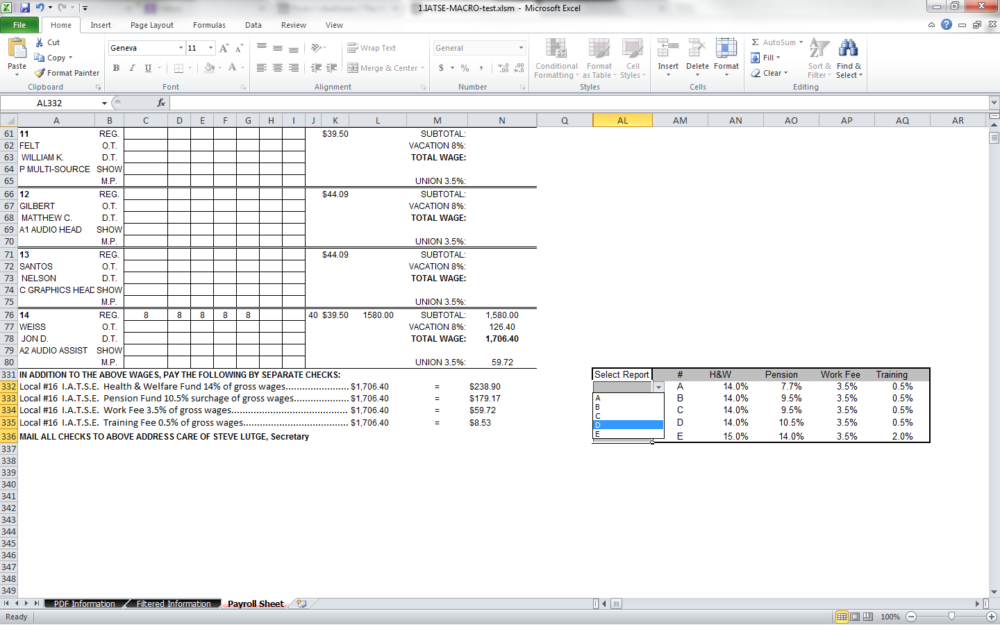 1.IATSE-MACRO-test.xlsm - Microsoft Excel
File Home Insert Page Layout Formulas Data Review View
Paste
Cut
Copy
Format Painter
Clipboard
Geneva 11
B I U
Font
Wrap Text
Merge & Center
Alignment
General
$ % ,
Number
Conditional Formatting
Format as Table
Cell Styles
Styles
Insert Delete Format
Cells
AutoSum
Fill
Clear
Sort & Filter
Find & Select
Editing
AL332 fx
A B C D E F G H I J K L M N Q AL AM AN AO AP AQ AR
61 11 REG. $39.50 SUBTOTAL:
62 FELT O.T. VACATION 8%:
63 WILLIAM K. D.T. TOTAL WAGE:
64 P MULTI-SOURCE SHOW
65 M.P. UNION 3.5%:
66 12 REG. $44.09 SUBTOTAL:
67 GILBERT O.T. VACATION 8%:
68 MATTHEW C. D.T. TOTAL WAGE:
69 A1 AUDIO HEAD SHOW
70 M.P. UNION 3.5%:
71 13 REG. $44.09 SUBTOTAL:
72 SANTOS O.T. VACATION 8%:
73 NELSON D.T. TOTAL WAGE:
74 C GRAPHICS HEAD SHOW
75 M.P. UNION 3.5%:
76 14 REG. 8 8 8 8 8 40 $39.50 1580.00 SUBTOTAL: 1,580.00
77 WEISS O.T. VACATION 8%: 126.40
78 JON D. D.T. TOTAL WAGE: 1,706.40
79 A2 AUDIO ASSIST SHOW
80 M.P. UNION 3.5%: 59.72
331 IN ADDITION TO THE ABOVE WAGES, PAY THE FOLLOWING BY SEPARATE CHECKS: Select Report # H&W Pension Work Fee Training
332 Local #16 I.A.T.S.E. Health & Welfare Fund 14% of gross wages...................... $1,706.40 = $238.90 A 14.0% 7.7% 3.5% 0.5%
333 Local #16 I.A.T.S.E. Pension Fund 10.5% surchage of gross wages................... $1,706.40 = $179.17 B 14.0% 9.5% 3.5% 0.5%
334 Local #16 I.A.T.S.E. Work Fee 3.5% of gross wages........................................ $1,706.40 = $59.72 C 14.0% 9.5% 3.5% 0.5%
335 Local #16 I.A.T.S.E. Training Fee 0.5% of gross wages.................................... $1,706.40 = $8.53 D 14.0% 10.5% 3.5% 0.5%
336 MAIL ALL CHECKS TO ABOVE ADDRESS CARE OF STEVE LUTGE, Secretary E 15.0% 14.0% 3.5% 2.0%
A
B
C
D
E
337
338
339
340
341
342
343
344
345
346
347
348
349
PDF Information Filtered Information Payroll Sheet
Ready 100%